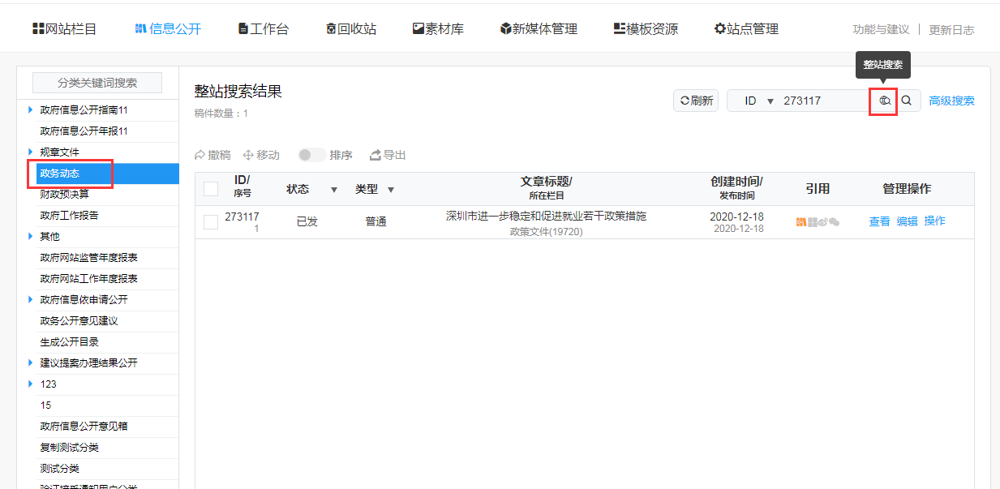 网站栏目
信息公开
工作台
回收站
素材库
新媒体管理
模板资源
站点管理
功能与建议
更新日志
整站搜索
分类关键词搜索
政府信息公开指南11
政府信息公开年报11
规章文件
政务动态
财政预决算
政府工作报告
其他
政府网站监管年度报表
政府网站工作年度报表
政府信息依申请公开
政务公开意见建议
生成公开目录
建议提案办理结果公开
123
15
政府信息公开意见箱
复制测试分类
测试分类
验证接受通知用户分类
整站搜索结果
稿件数量：1
刷新
ID ▼ 273117
高级搜索
撤稿
移动
排序
导出
ID/
序号
状态 ▼
类型 ▼
文章标题/
所在栏目
创建时间/
发布时间
引用
管理操作
273117
1
已发
普通
深圳市进一步稳定和促进就业若干政策措施
政策文件(19720)
2020-12-18
2020-12-18
查看 编辑 操作